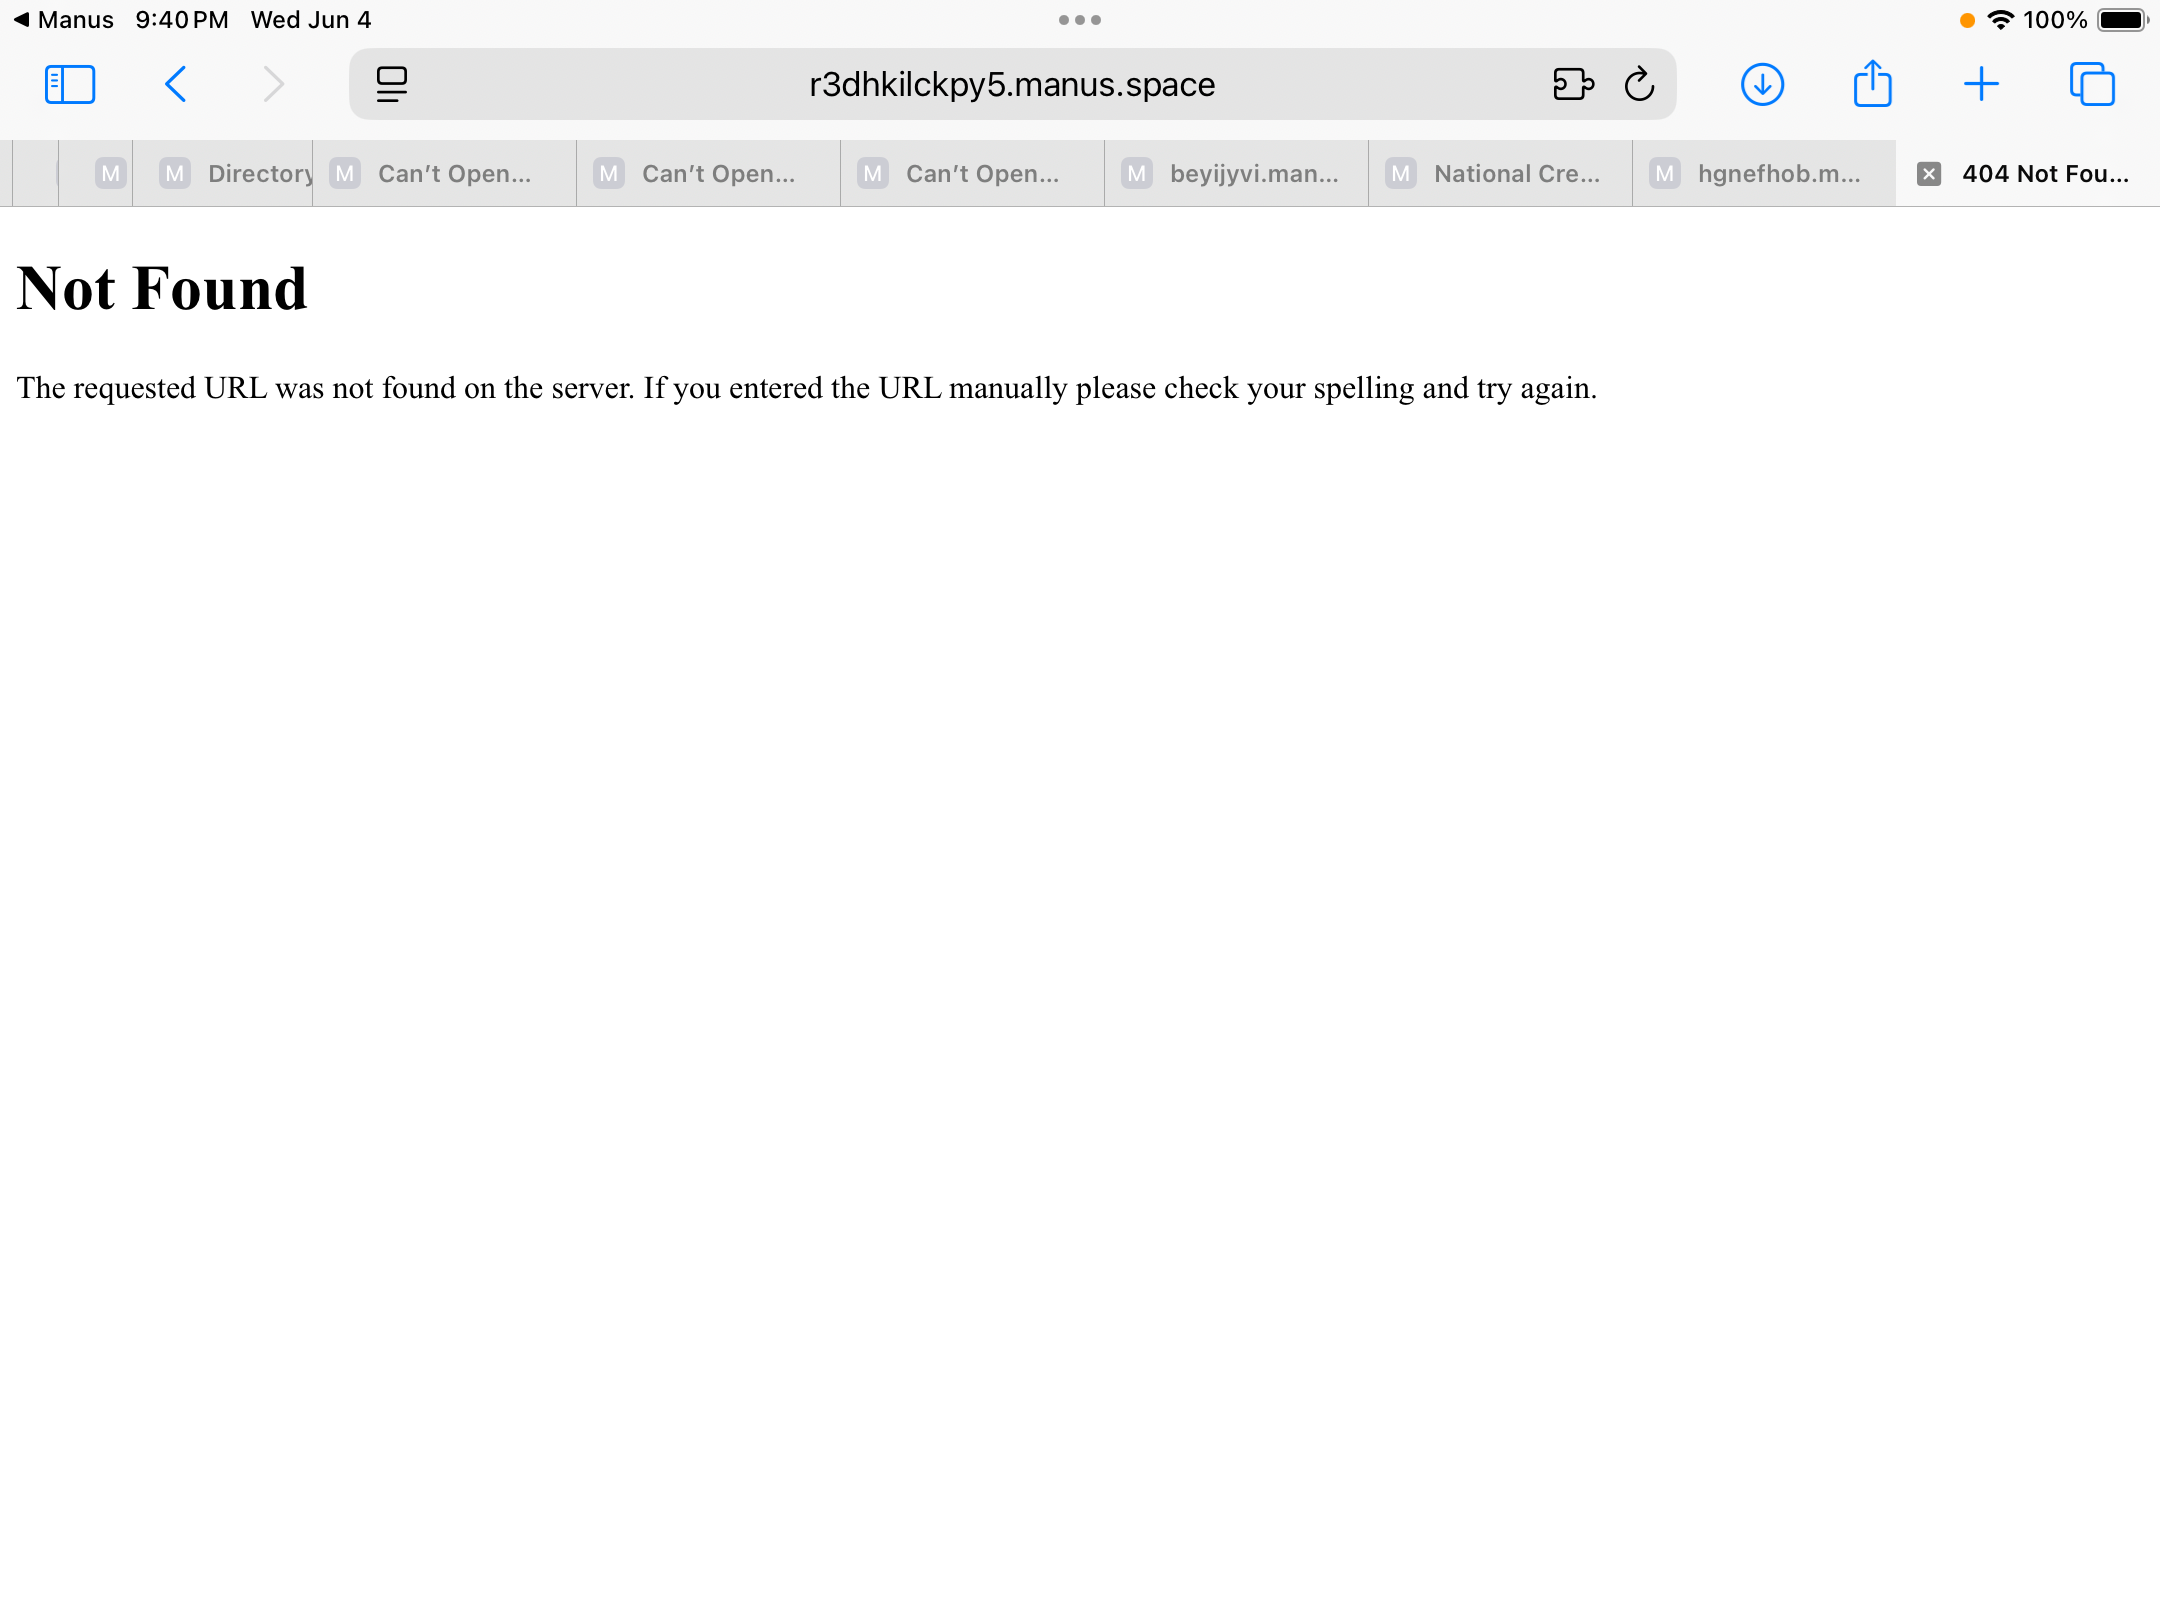 Manus 9:40 PM Wed Jun 4 100%
r3dhkilckpy5.manus.space
M M Directory M Can’t Open... M Can’t Open... M Can’t Open... M beyijyvi.man... M National Cre... M hgnefhob.m... 404 Not Fou...
Not Found
The requested URL was not found on the server. If you entered the URL manually please check your spelling and try again.